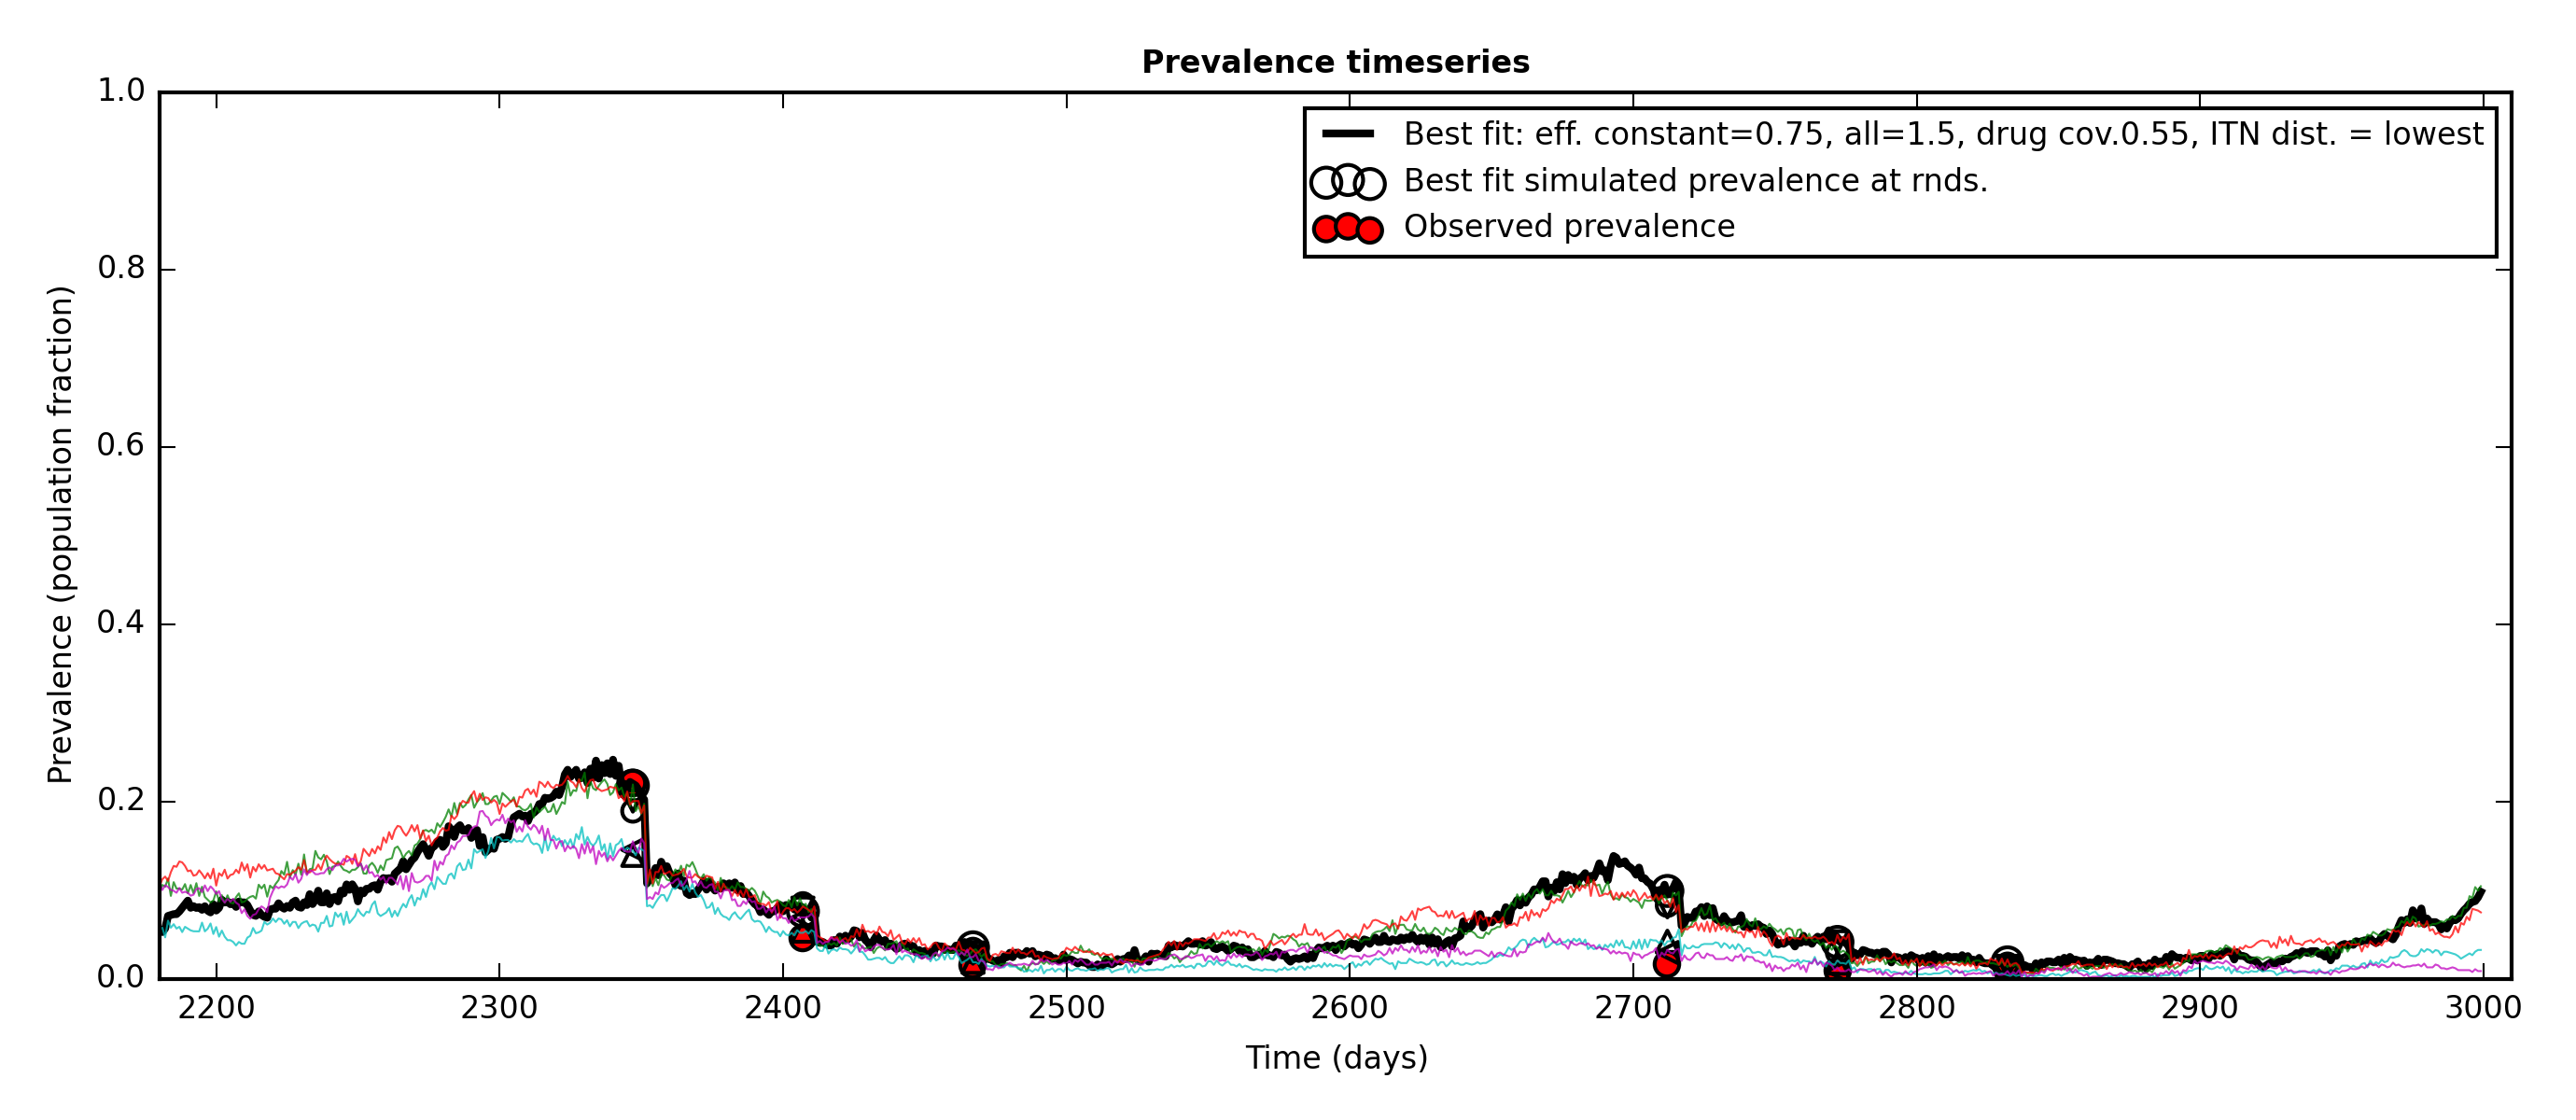 Prevalence timeseries
1.0
0.8
0.6
0.4
0.2
0.0
Prevalence (population fraction)
Best fit: eff. constant=0.75, all=1.5, drug cov.0.55, ITN dist. = lowest
Best fit simulated prevalence at rnds.
Observed prevalence
2200 2300 2400 2500 2600 2700 2800 2900 3000
Time (days)